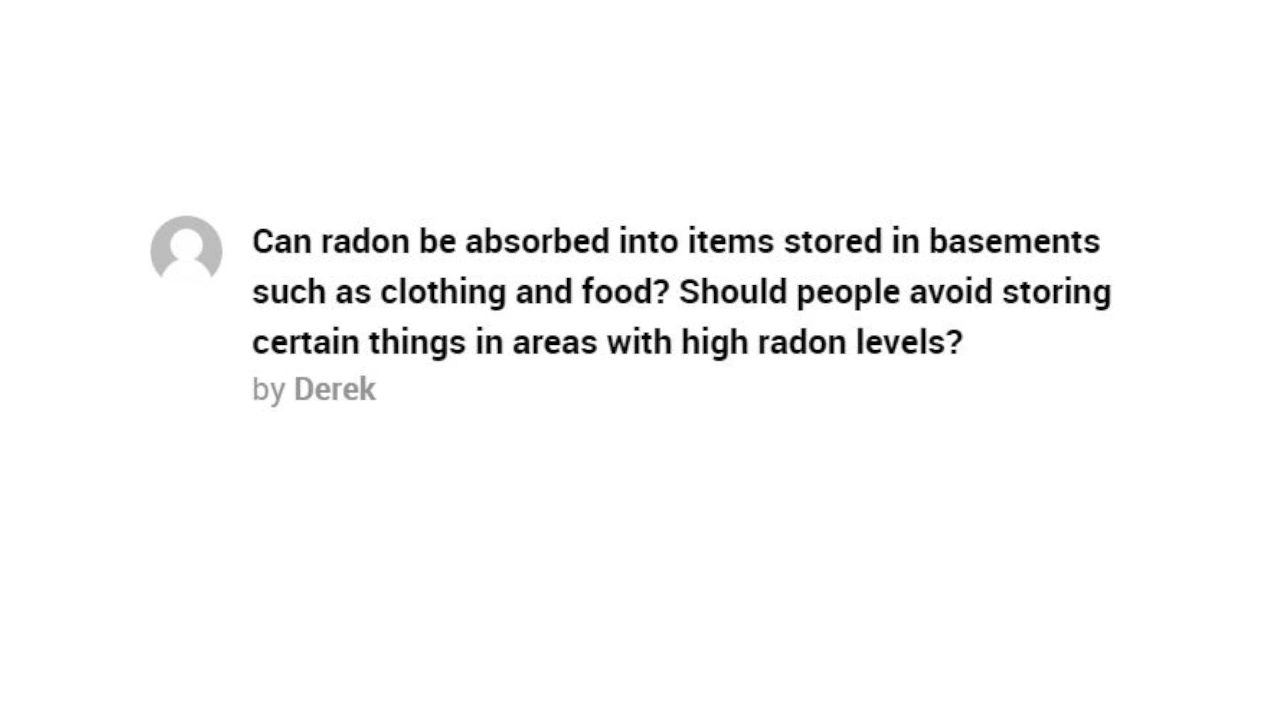 Can radon be absorbed into items stored in basements
such as clothing and food? Should people avoid storing
certain things in areas with high radon levels?
by Derek